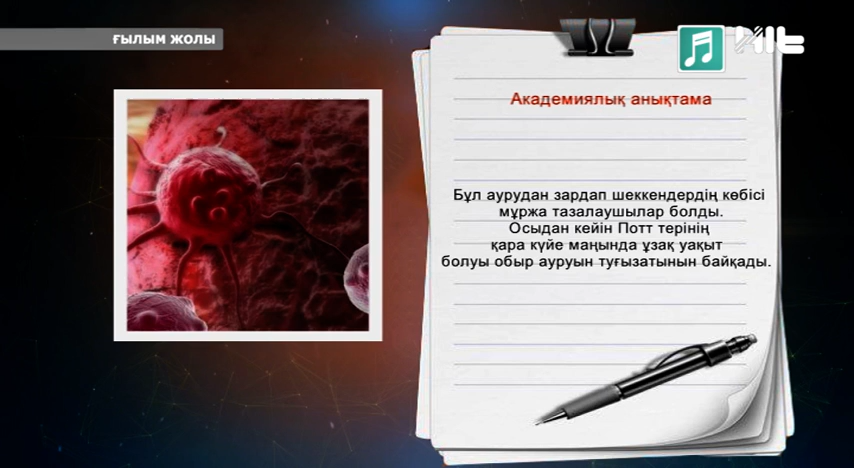 ҒЫЛЫМ ЖОЛЫ
Академиялық анықтама
Бұл аурудан зардап шеккендердің көбісі
мұржа тазалаушылар болды.
Осыдан кейін Потт терінің
қара күйе маңында ұзақ уақыт
болуы обыр ауруын туғызатынын байқады.